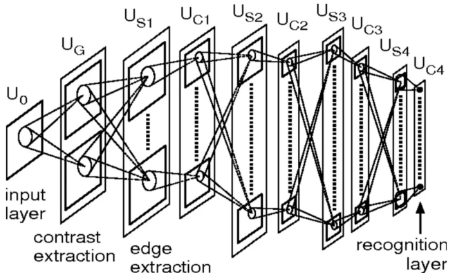 U0
UG
US1
UC1
US2
UC2
US3
UC3
US4
UC4
input
layer
contrast
extraction
edge
extraction
recognition
layer